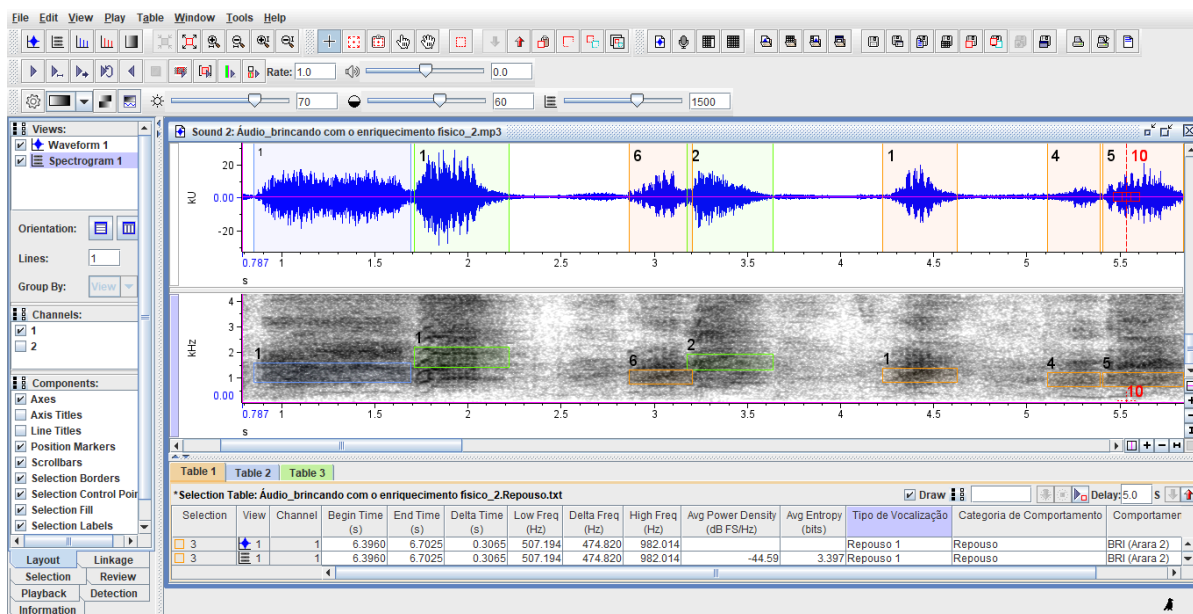 File Edit View Play Table Window Tools Help
Rate: 1.0 0.0
70 60 1500
Views:
Waveform 1
Spectrogram 1
Orientation:
Lines: 1
Group By: View
Channels:
1
2
Components:
Axes
Axis Titles
Line Titles
Position Markers
Scrollbars
Selection Borders
Selection Control Poir
Selection Fill
Selection Labels
Layout Linkage
Selection Review
Playback Detection
Information
Sound 2: Áudio_brincando com o enriquecimento físico_2.mp3
1 1 6 2 1 4 5 10
20
0.00
-20
kU
0.787 1 1.5 2 2.5 3 3.5 4 4.5 5 5.5
s
4
3
2
1
0.00
kHz
1 1 6 2 1 4 5 10
0.787 1 1.5 2 2.5 3 3.5 4 4.5 5 5.5
s
Table 1 Table 2 Table 3
*Selection Table: Áudio_brincando com o enriquecimento físico_2.Repouso.txt Draw Delay: 5.0 S
Selection View Channel Begin Time (s) End Time (s) Delta Time (s) Low Freq (Hz) Delta Freq (Hz) High Freq (Hz) Avg Power Density (dB FS/Hz) Avg Entropy (bits) Tipo de Vocalização Categoria de Comportamento Comportamer
3 1 1 6.3960 6.7025 0.3065 507.194 474.820 982.014 Repouso 1 Repouso BRI (Arara 2)
3 1 1 6.3960 6.7025 0.3065 507.194 474.820 982.014 -44.59 3.397 Repouso 1 Repouso BRI (Arara 2)